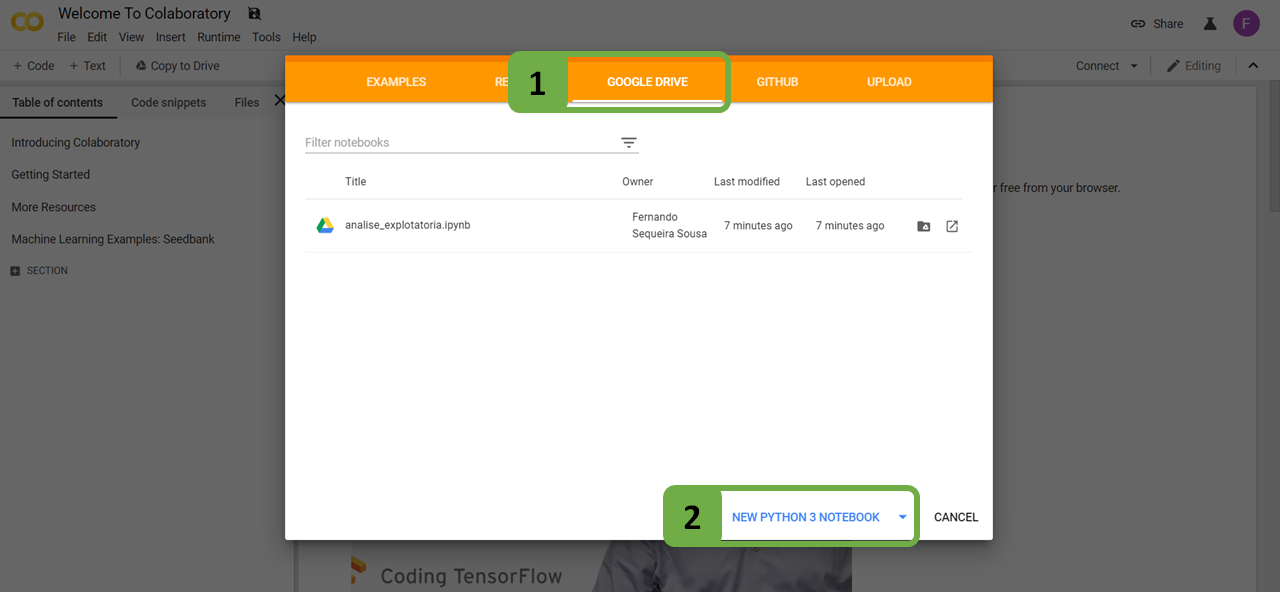 Welcome To Colaboratory
File Edit View Insert Runtime Tools Help
Share
F
+ Code + Text Copy to Drive
Connect
Editing
Table of contents Code snippets Files
Introducing Colaboratory
Getting Started
More Resources
Machine Learning Examples: Seedbank
SECTION
EXAMPLES RE 1 GOOGLE DRIVE GITHUB UPLOAD
Filter notebooks
Title Owner Last modified Last opened
analise_explotatoria.ipynb Fernando Sequeira Sousa 7 minutes ago 7 minutes ago
2 NEW PYTHON 3 NOTEBOOK CANCEL
r free from your browser.
Coding TensorFlow